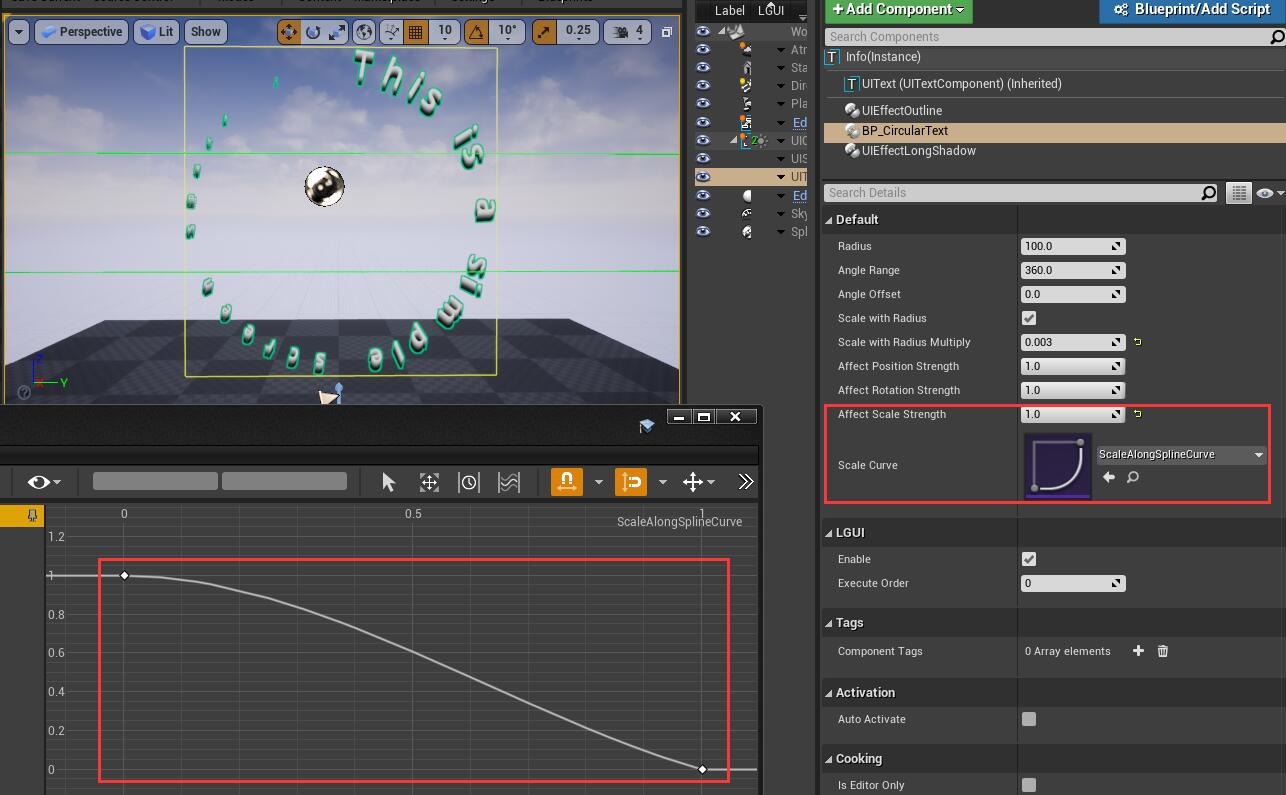 Perspective
Lit
Show
10
10°
0.25
4
This is a simple screen
Y
Label
LGUI
Wo
Atr
Sta
Dire
Pla
Ed
UIC
UIS
UIT
Ed
Sky
Spl
Add Component
Blueprint/Add Script
Search Components
Info(Instance)
UIText (UITextComponent) (Inherited)
UIEffectOutline
BP_CircularText
UIEffectLongShadow
Search Details
Default
Radius
100.0
Angle Range
360.0
Angle Offset
0.0
Scale with Radius
Scale with Radius Multiply
0.003
Affect Position Strength
1.0
Affect Rotation Strength
1.0
Affect Scale Strength
1.0
Scale Curve
ScaleAlongSplineCurve
LGUI
Enable
Execute Order
0
Tags
Component Tags
0 Array elements
Activation
Auto Activate
Cooking
Is Editor Only
0
0.5
1
ScaleAlongSplineCurve
1.2
1
0.8
0.6
0.4
0.2
0